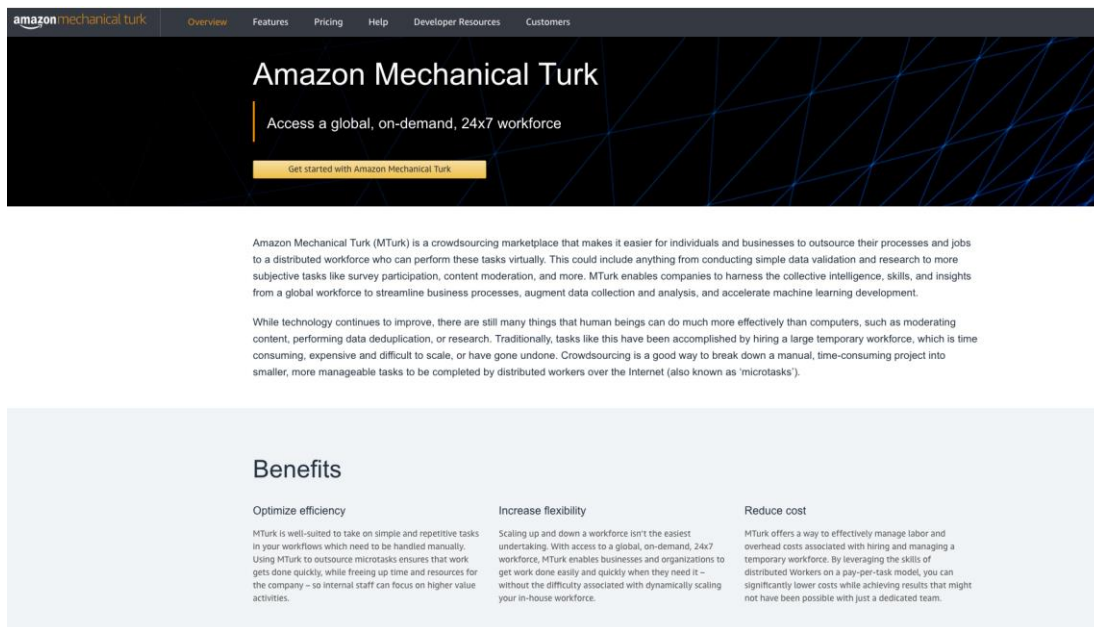 amazon mechanical turk
Overview
Features
Pricing
Help
Developer Resources
Customers
Amazon Mechanical Turk
Access a global, on-demand, 24x7 workforce
Get started with Amazon Mechanical Turk
Amazon Mechanical Turk (MTurk) is a crowdsourcing marketplace that makes it easier for individuals and businesses to outsource their processes and jobs
to a distributed workforce who can perform these tasks virtually. This could include anything from conducting simple data validation and research to more
subjective tasks like survey participation, content moderation, and more. MTurk enables companies to harness the collective intelligence, skills, and insights
from a global workforce to streamline business processes, augment data collection and analysis, and accelerate machine learning development.
While technology continues to improve, there are still many things that human beings can do much more effectively than computers, such as moderating
content, performing data deduplication, or research. Traditionally, tasks like this have been accomplished by hiring a large temporary workforce, which is time
consuming, expensive and difficult to scale, or have gone undone. Crowdsourcing is a good way to break down a manual, time-consuming project into
smaller, more manageable tasks to be completed by distributed workers over the Internet (also known as ‘microtasks’).
Benefits
Optimize efficiency
MTurk is well-suited to take on simple and repetitive tasks
in your workflows which need to be handled manually.
Using MTurk to outsource microtasks ensures that work
gets done quickly, while freeing up time and resources for
the company – so internal staff can focus on higher value
activities.
Increase flexibility
Scaling up and down a workforce isn't the easiest
undertaking. With access to a global, on-demand, 24x7
workforce, MTurk enables businesses and organizations to
get work done easily and quickly when they need it –
without the difficulty associated with dynamically scaling
your in-house workforce.
Reduce cost
MTurk offers a way to effectively manage labor and
overhead costs associated with hiring and managing a
temporary workforce. By leveraging the skills of
distributed Workers on a pay-per-task model, you can
significantly lower costs while achieving results that might
not have been possible with just a dedicated team.